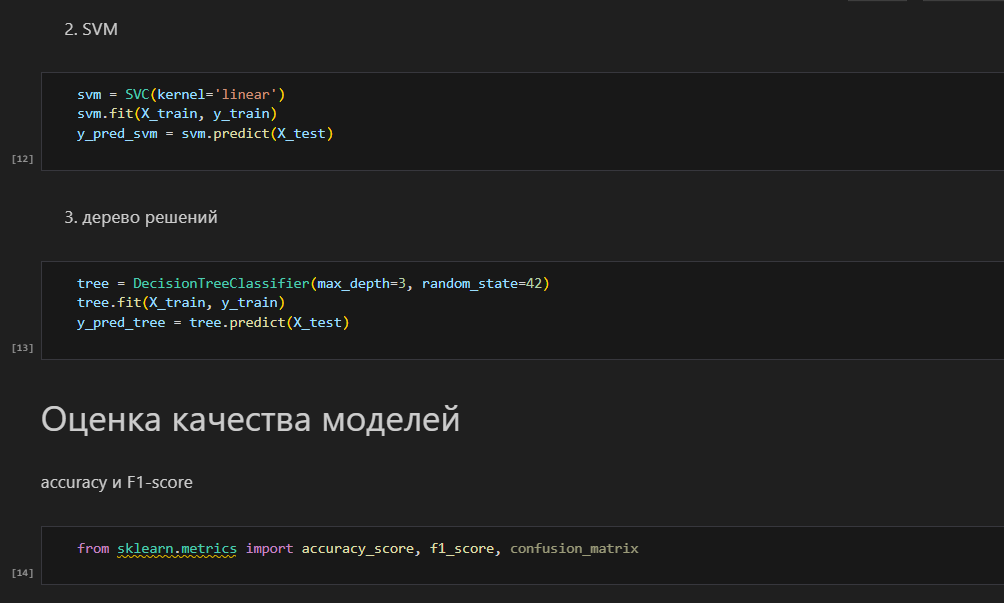 2. SVM
svm = SVC(kernel='linear')
svm.fit(X_train, y_train)
y_pred_svm = svm.predict(X_test)
[12]
3. дерево решений
tree = DecisionTreeClassifier(max_depth=3, random_state=42)
tree.fit(X_train, y_train)
y_pred_tree = tree.predict(X_test)
[13]
Оценка качества моделей
accuracy и F1-score
from sklearn.metrics import accuracy_score, f1_score, confusion_matrix
[14]